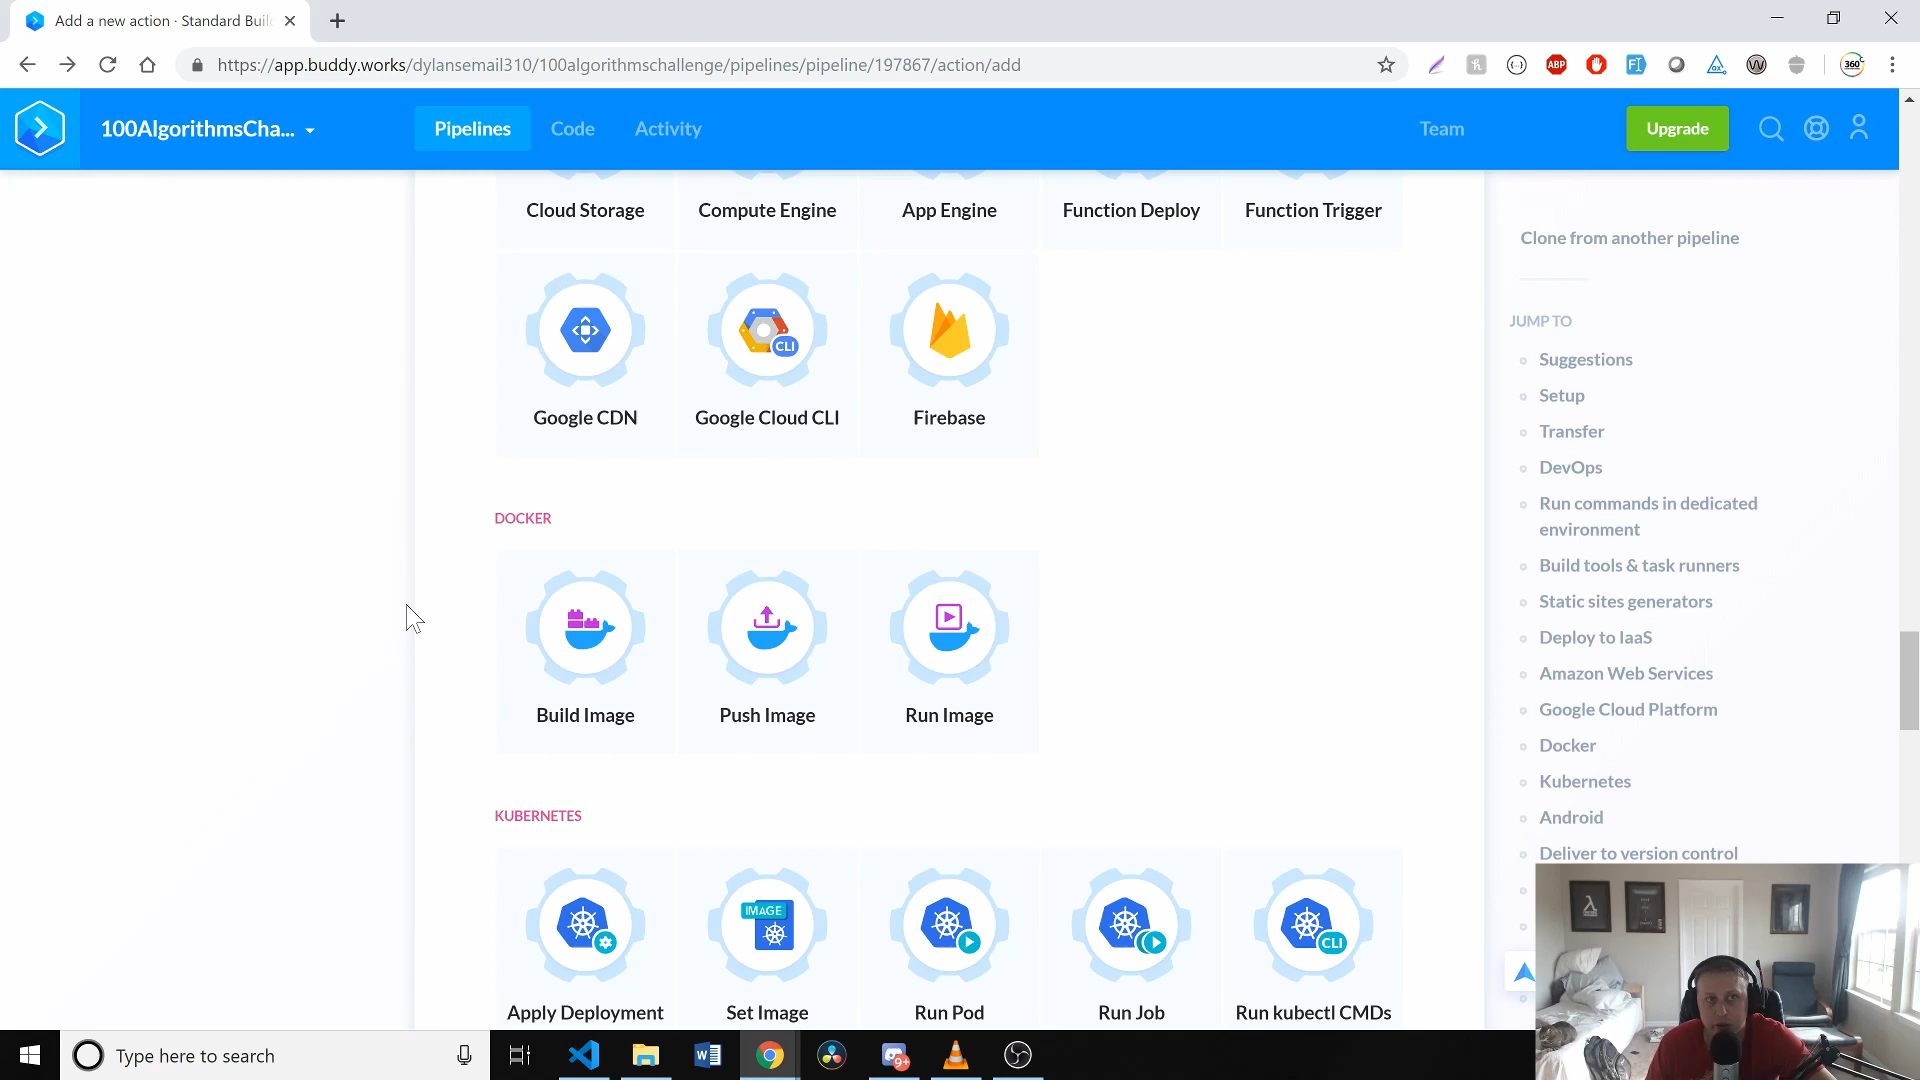 Add a new action · Standard Buil
https://app.buddy.works/dylansemail310/100algorithmschallenge/pipelines/pipeline/197867/action/add
ABP
360°
100AlgorithmsCha...
Pipelines
Code
Activity
Team
Upgrade
Cloud Storage
Compute Engine
App Engine
Function Deploy
Function Trigger
CLI
Google CDN
Google Cloud CLI
Firebase
DOCKER
Build Image
Push Image
Run Image
KUBERNETES
IMAGE
CLI
Apply Deployment
Set Image
Run Pod
Run Job
Run kubectl CMDs
Clone from another pipeline
JUMP TO
Suggestions
Setup
Transfer
DevOps
Run commands in dedicated
environment
Build tools & task runners
Static sites generators
Deploy to IaaS
Amazon Web Services
Google Cloud Platform
Docker
Kubernetes
Android
Deliver to version control
Type here to search
9+